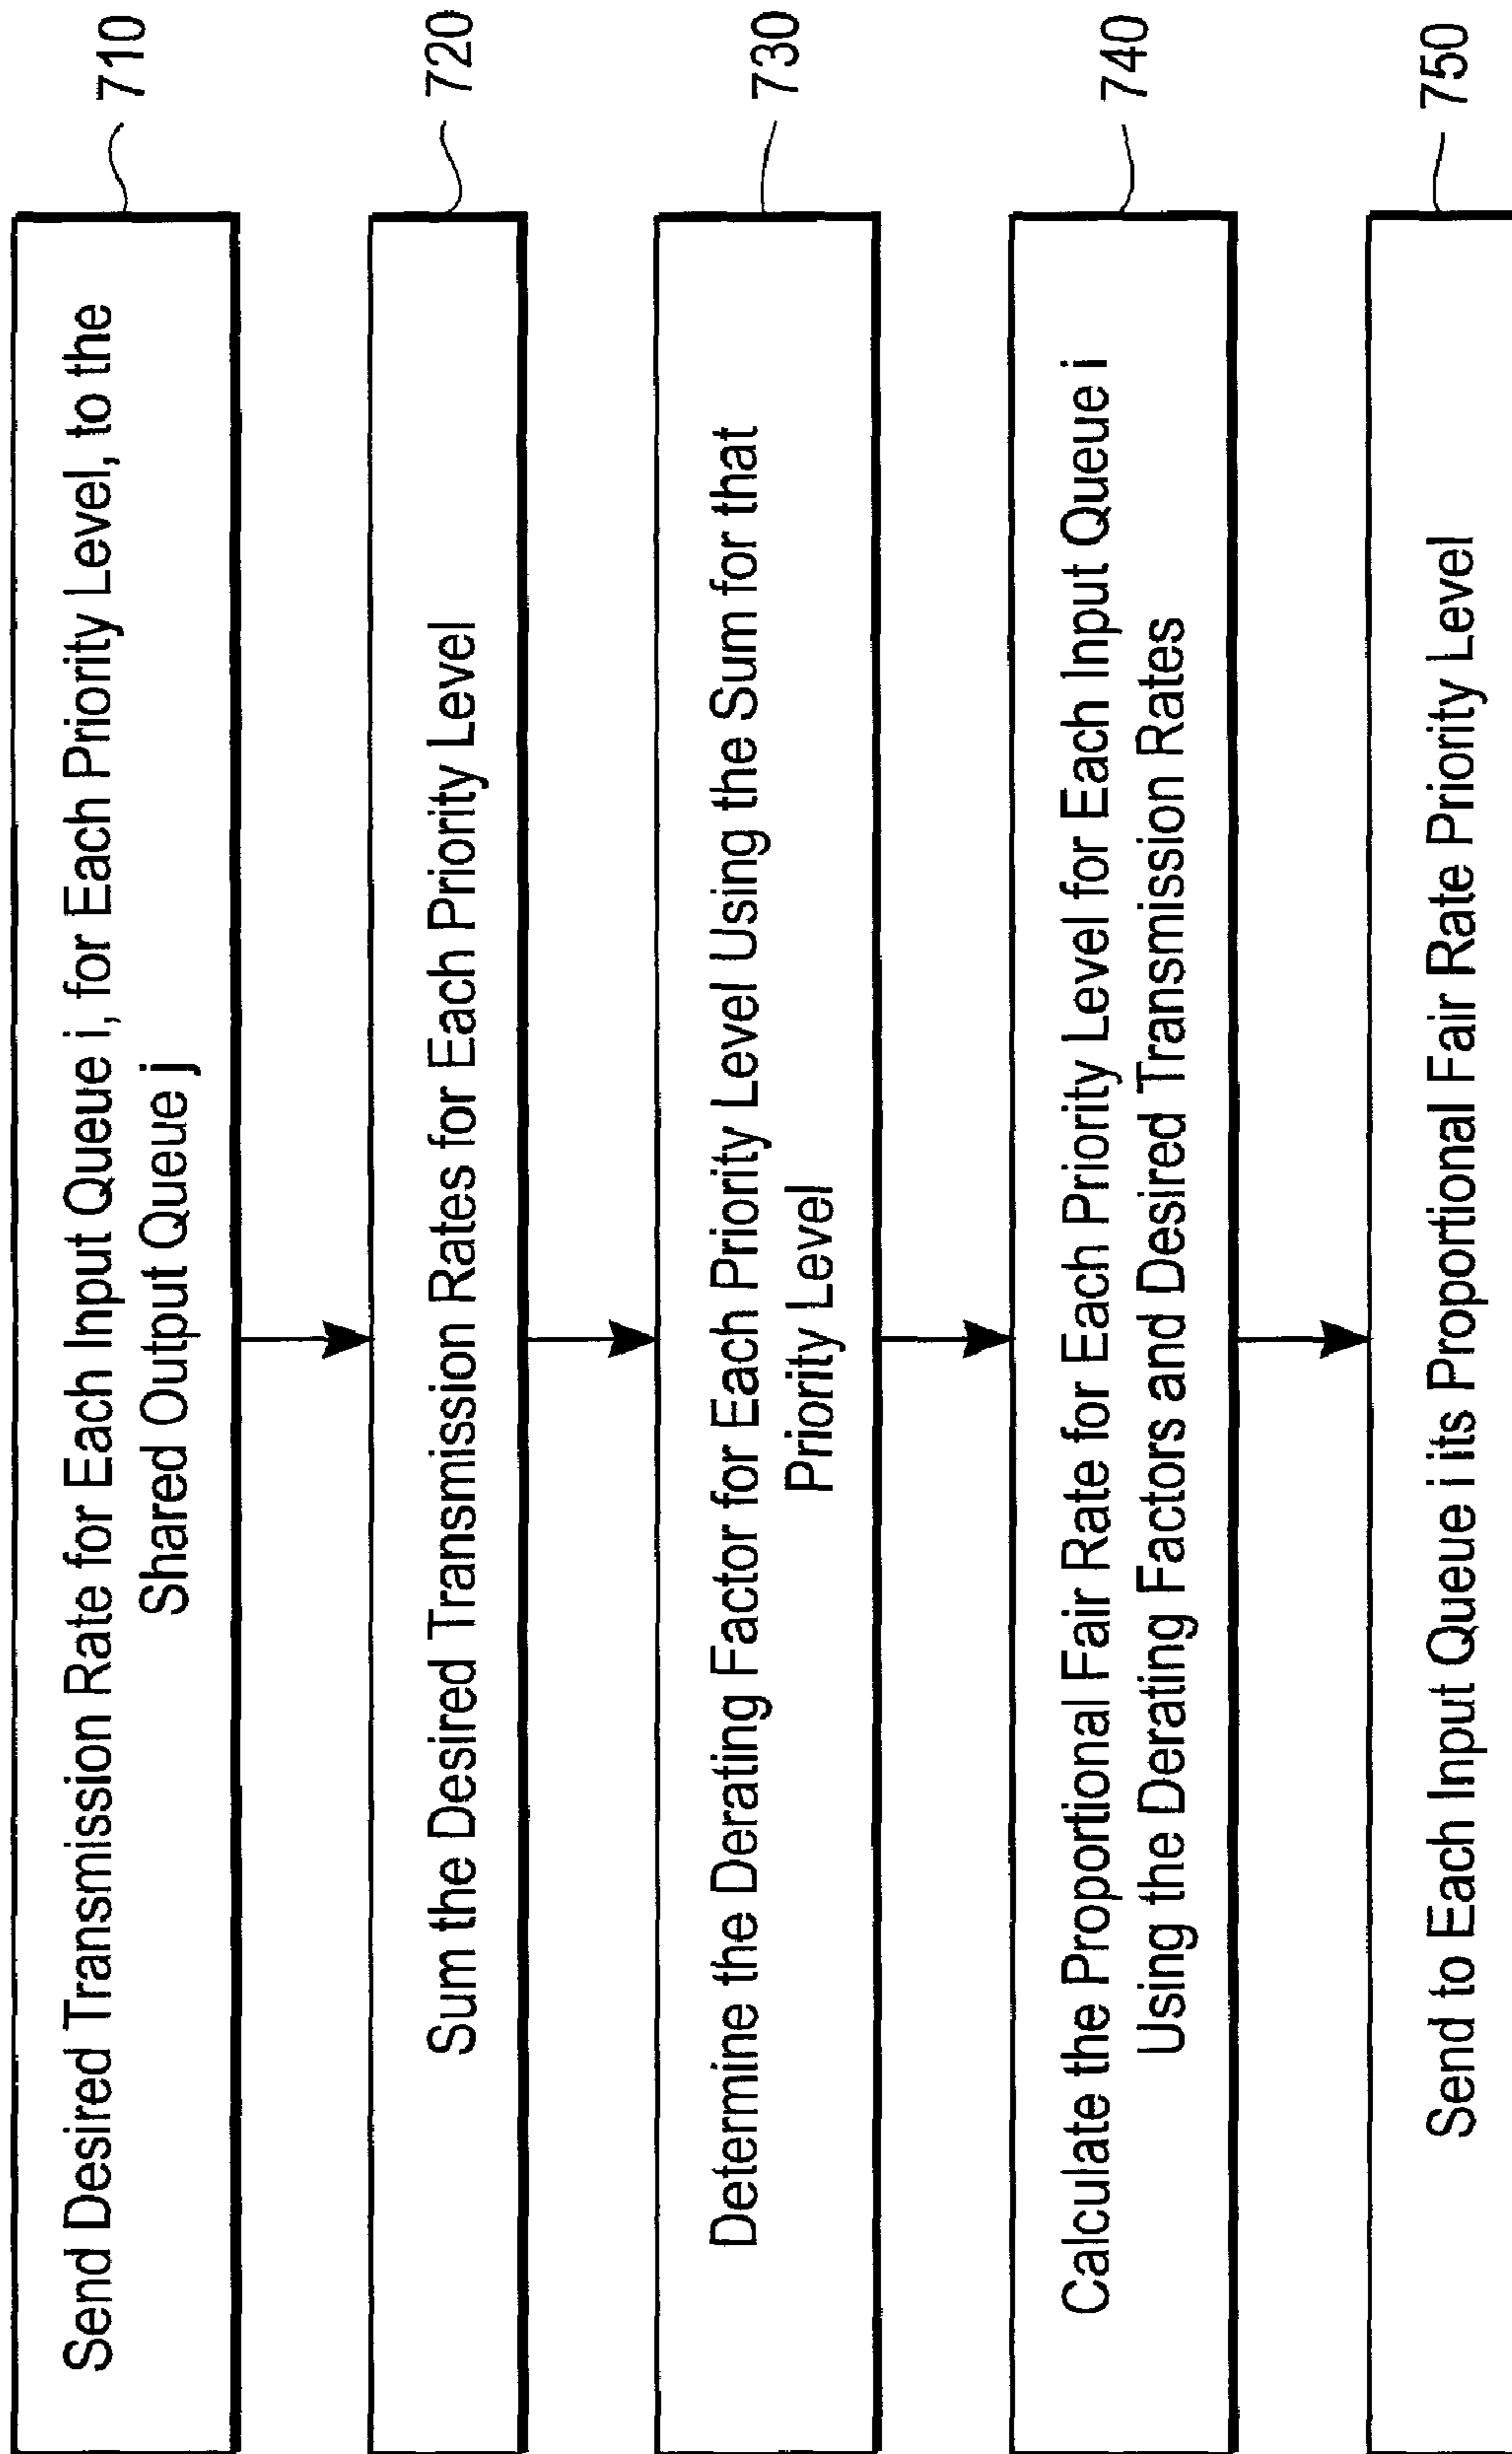 Send Desired Transmission Rate for Each Input Queue i, for Each Priority Level, to the
Shared Output Queue j
710
Sum the Desired Transmission Rates for Each Priority Level
720
Determine the Derating Factor for Each Priority Level Using the Sum for that
Priority Level
730
Calculate the Proportional Fair Rate for Each Priority Level for Each Input Queue i
Using the Derating Factors and Desired Transmission Rates
740
Send to Each Input Queue i its Proportional Fair Rate Priority Level
750